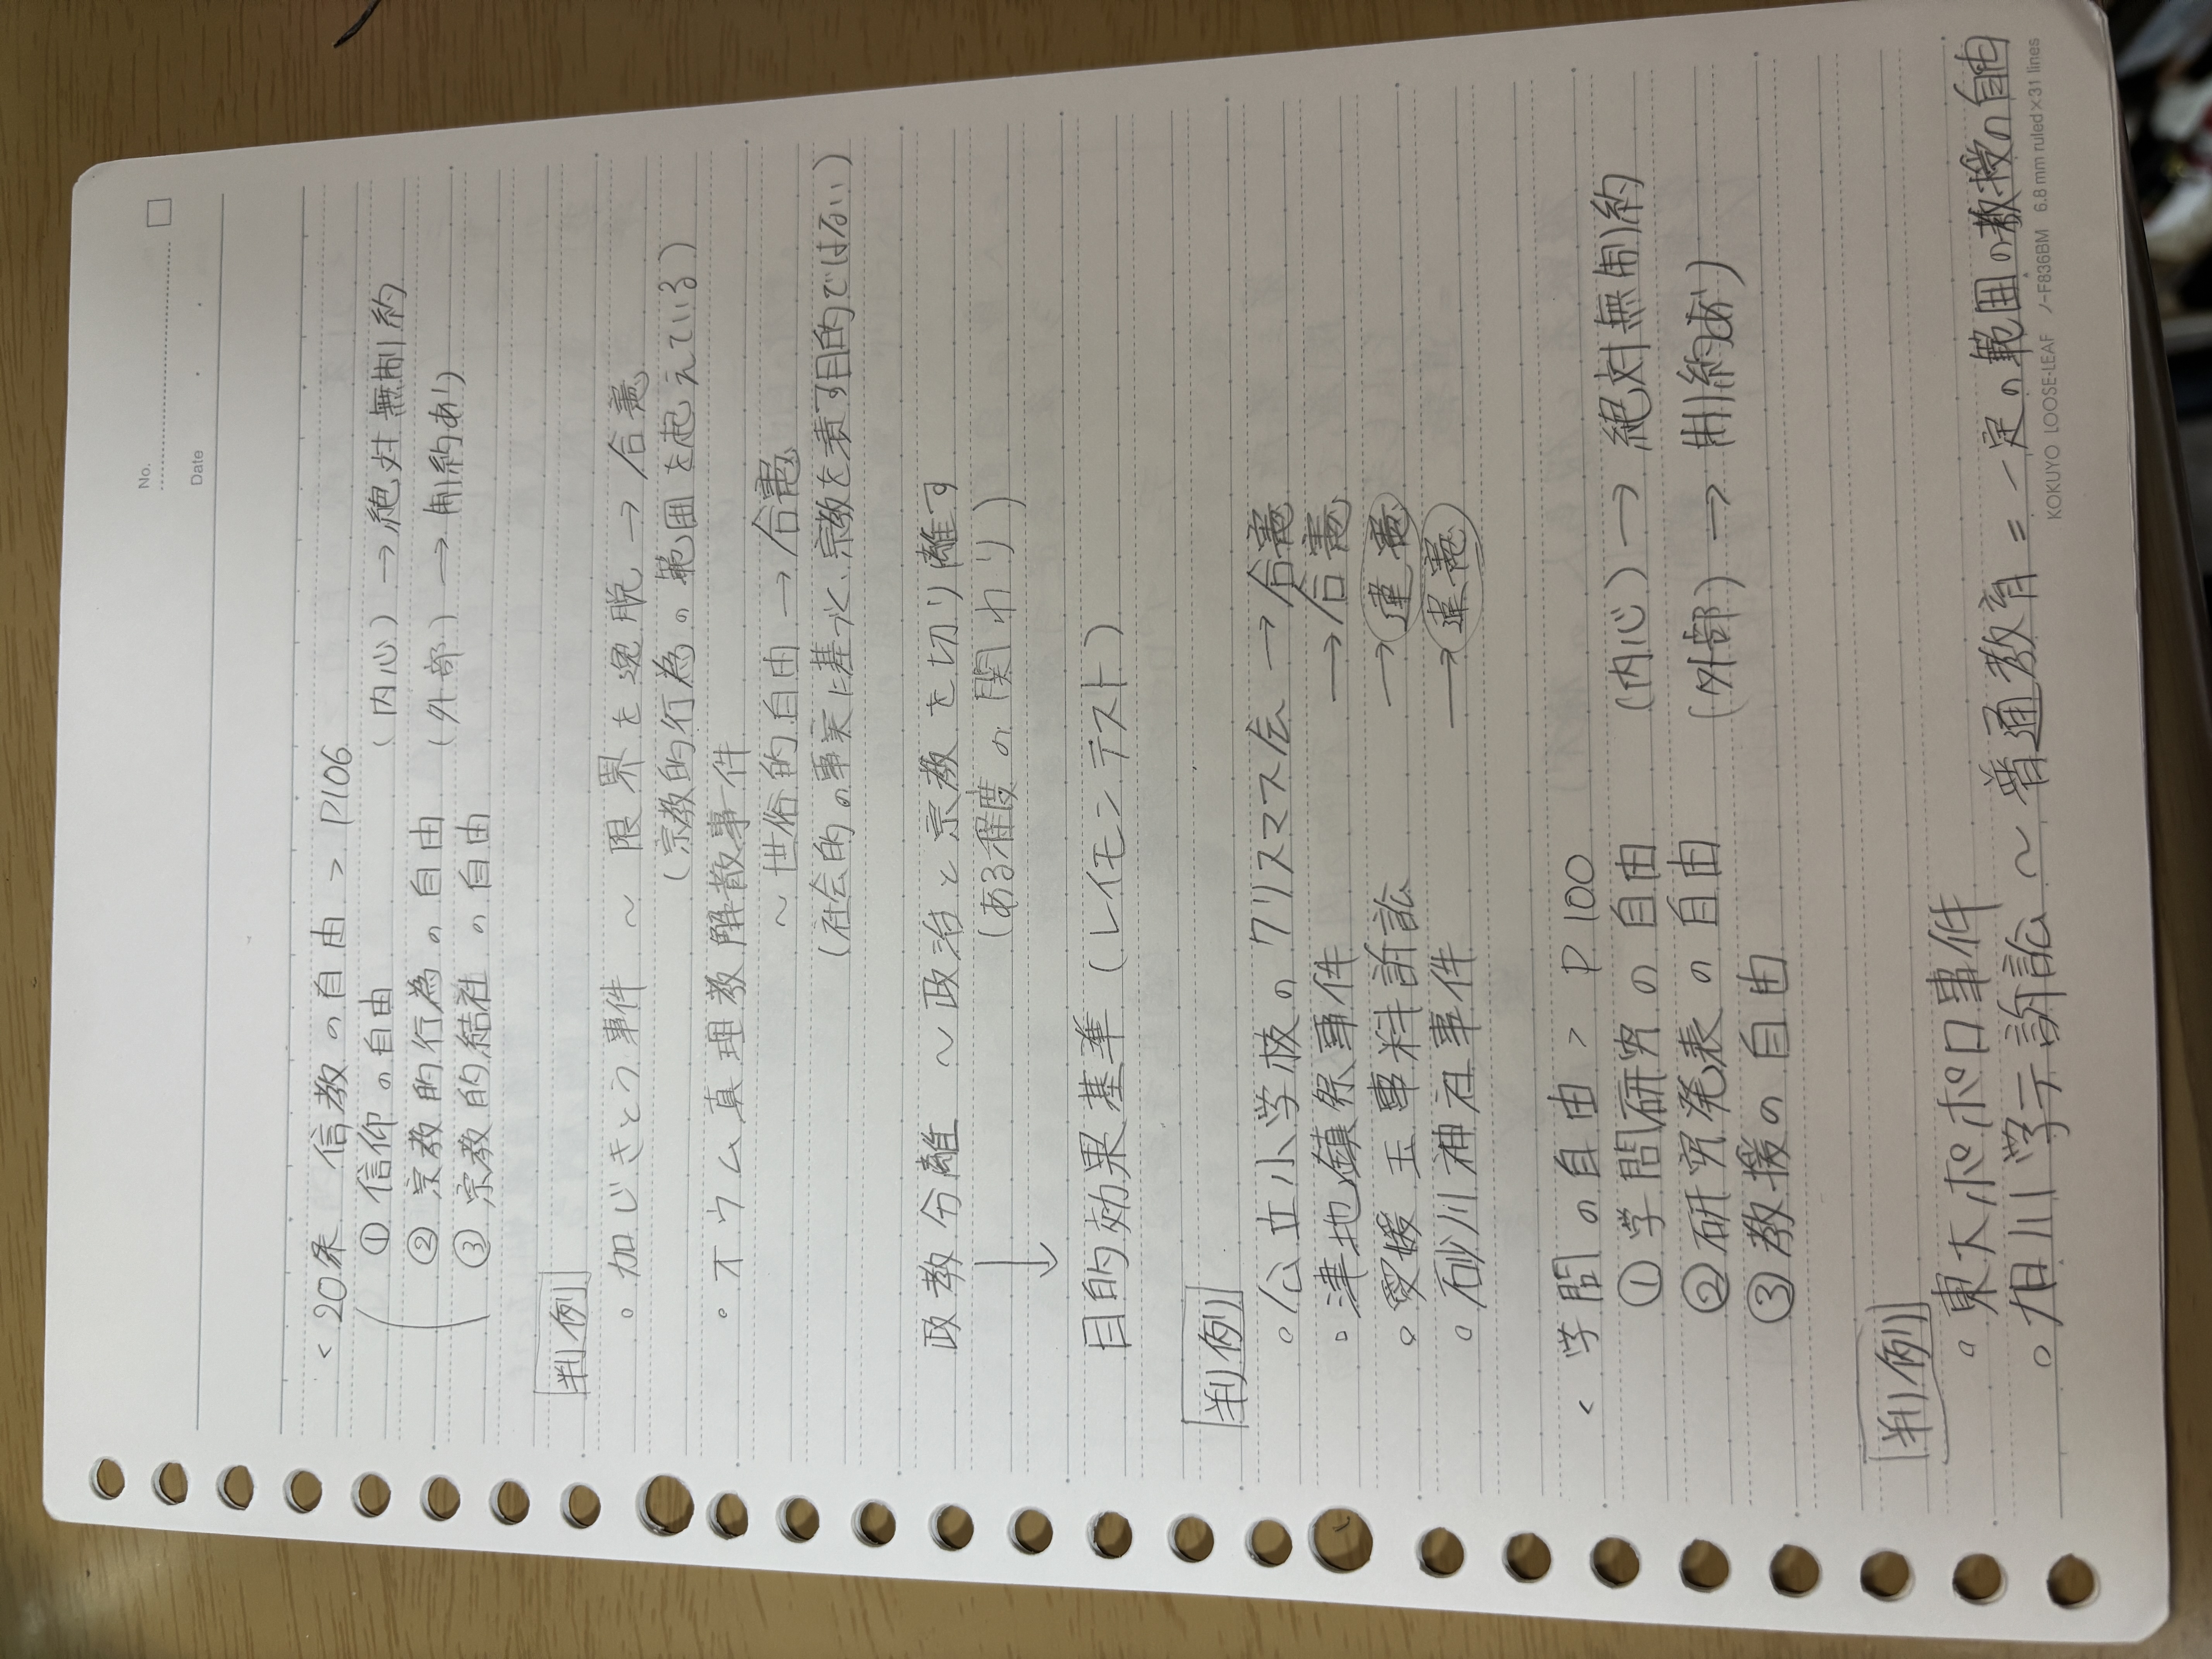 No.
Date
<20条 信教の自由> P106
① 信仰の自由 (内心) → 絶対無制約
② 宗教的行為の自由 (外部) → 制約あり
③ 宗教的結社の自由
判例
○ 加じきとう事件 ~ 限界を逸脱 → 合憲
(宗教的行為の範囲を起えている)
○ オウム真理教解散事件
~ 世俗的自由 → 合憲
(社会的の事実に基づく、宗教を潰す目的ではない)
政教分離 ~ 政治と宗教を切り離す
(ある程度の関わり)
↓
目的効果基準 (レイモンテスト)
判例
○ 公立小学校のクリスマス会 → 合憲
○ 津地鎮祭事件 → 合憲
○ 愛媛玉事料訴訟 → 違憲
○ 砂川神社事件 → 違憲
<学問の自由> P100
① 学問研究の自由 (内心) → 絶対無制約
② 研究発表の自由 (外部) → 制約あり
③ 教援の自由
判例
○ 東大ポポロ事件
○ 旭川学テ訴訟 ~ 普通教育 = 一定の範囲の教授の自由
KOKUYO LOOSE-LEAF ノ-F836BM 6.8 mm ruled×31 lines